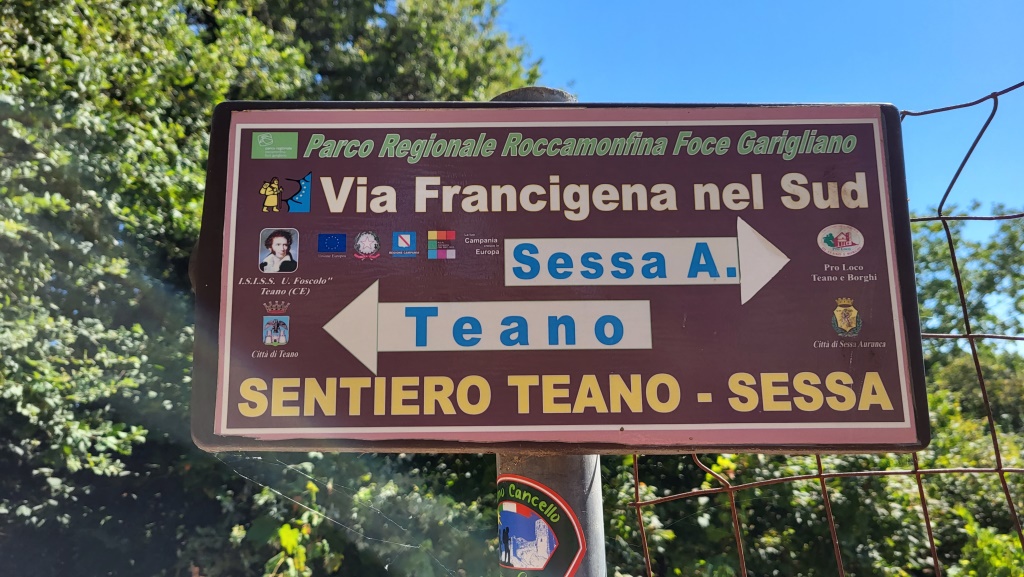 Parco Regionale Roccamonfina Foce Garigliano
Via Francigena nel Sud
Campania
Europa
Sessa A.
I.S.I.S.S. U. Foscolo"
Teano (CE)
Pro Loco
Teano e Borghi
Teano
Città di Teano
Città di Sessa Aurunca
SENTIERO TEANO - SESSA
Cancello